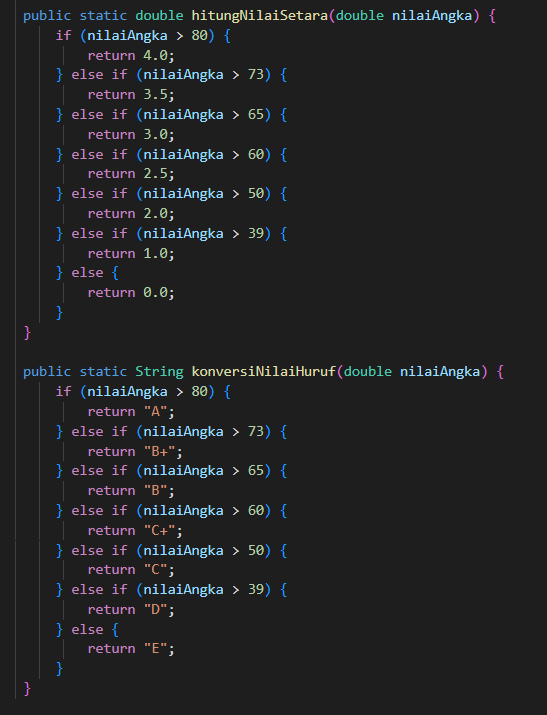 public static double hitungNilaiSetara(double nilaiAngka) {
    if (nilaiAngka > 80) {
        return 4.0;
    } else if (nilaiAngka > 73) {
        return 3.5;
    } else if (nilaiAngka > 65) {
        return 3.0;
    } else if (nilaiAngka > 60) {
        return 2.5;
    } else if (nilaiAngka > 50) {
        return 2.0;
    } else if (nilaiAngka > 39) {
        return 1.0;
    } else {
        return 0.0;
    }
}

public static String konversiNilaiHuruf(double nilaiAngka) {
    if (nilaiAngka > 80) {
        return "A";
    } else if (nilaiAngka > 73) {
        return "B+";
    } else if (nilaiAngka > 65) {
        return "B";
    } else if (nilaiAngka > 60) {
        return "C+";
    } else if (nilaiAngka > 50) {
        return "C";
    } else if (nilaiAngka > 39) {
        return "D";
    } else {
        return "E";
    }
}